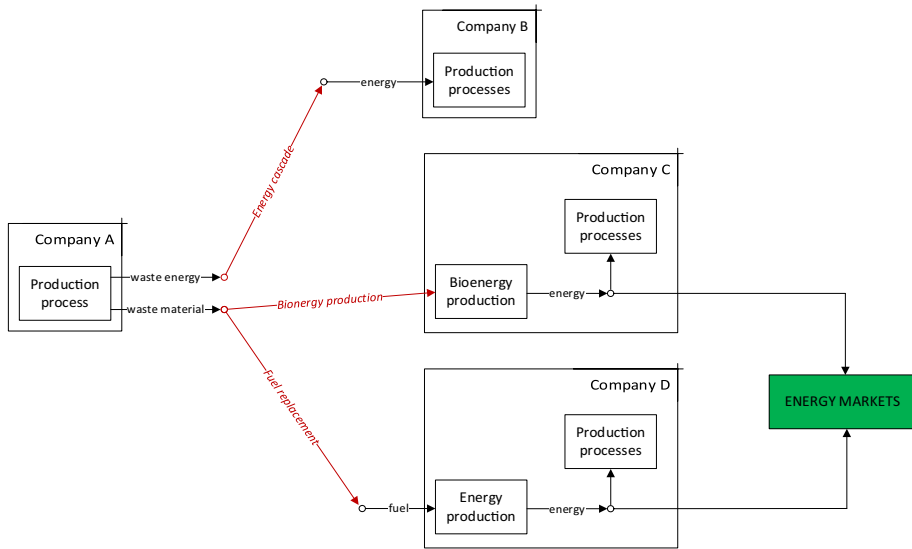 Company B
Production
processes
energy
Energy cascade
Company C
Production
processes
Company A
Production
process
waste energy
waste material
Bionergy production
Bioenergy
production
energy
Fuel replacement
Company D
Production
processes
ENERGY MARKETS
fuel
Energy
production
energy